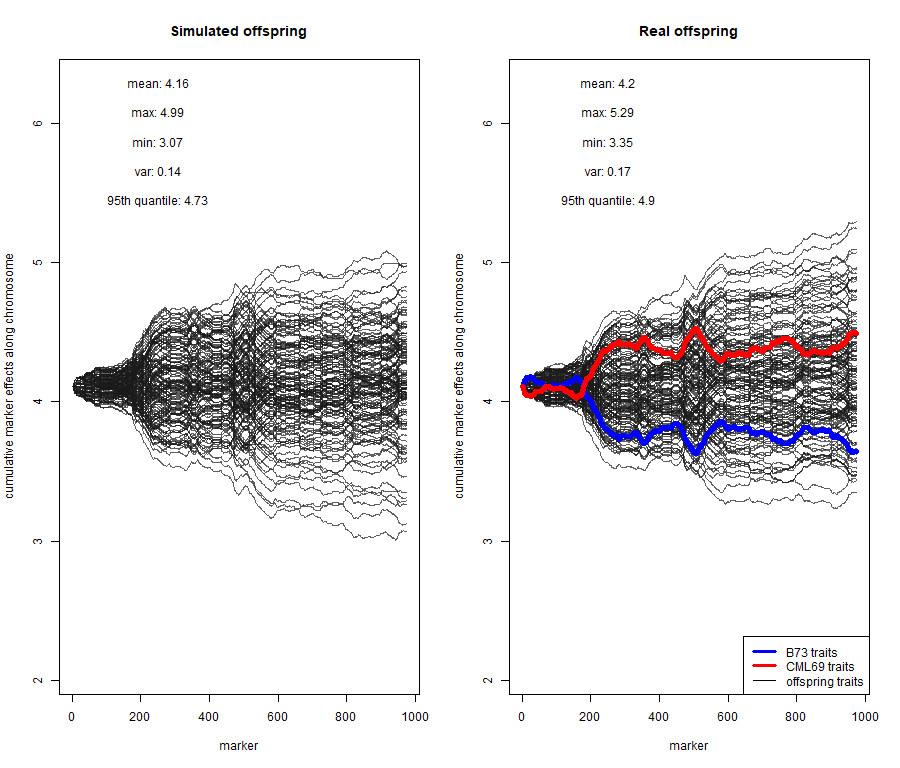 Simulated offspring
mean: 4.16
max: 4.99
min: 3.07
var: 0.14
95th quantile: 4.73
cumulative marker effects along chromosome
6
5
4
3
2
0 200 400 600 800 1000
marker
Real offspring
mean: 4.2
max: 5.29
min: 3.35
var: 0.17
95th quantile: 4.9
cumulative marker effects along chromosome
6
5
4
3
2
B73 traits
CML69 traits
offspring traits
0 200 400 600 800 1000
marker